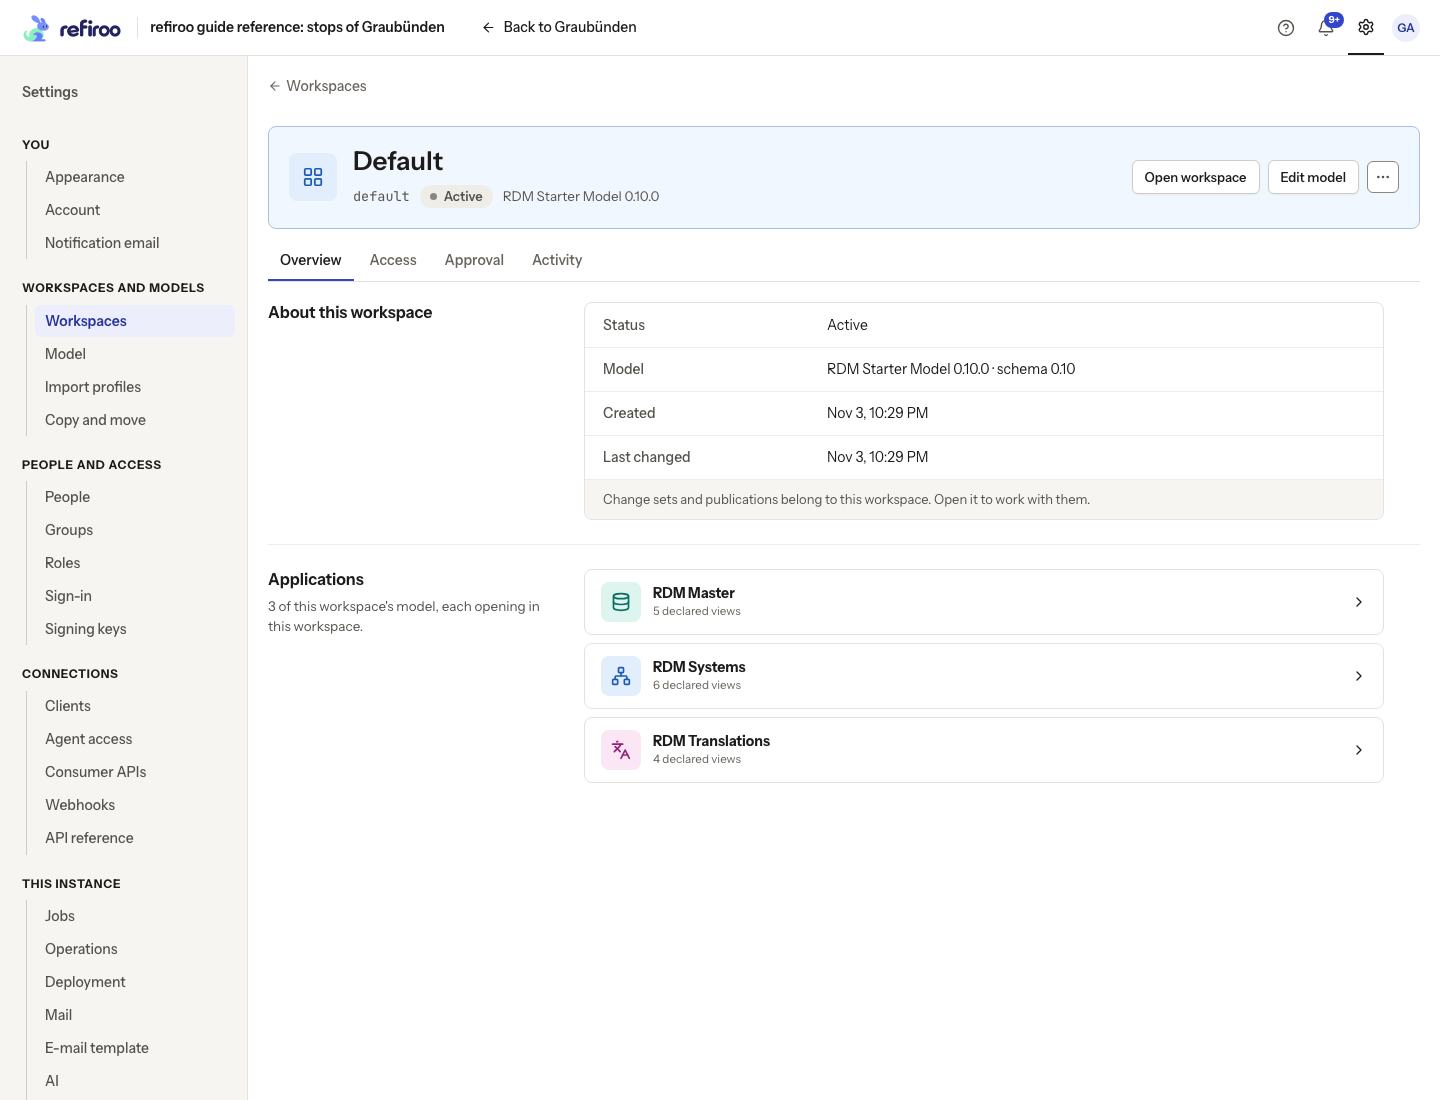 refiroo
refiroo guide reference: stops of Graubünden
Back to Graubünden
9+
GA
Settings
YOU
Appearance
Account
Notification email
WORKSPACES AND MODELS
Workspaces
Model
Import profiles
Copy and move
PEOPLE AND ACCESS
People
Groups
Roles
Sign-in
Signing keys
CONNECTIONS
Clients
Agent access
Consumer APIs
Webhooks
API reference
THIS INSTANCE
Jobs
Operations
Deployment
Mail
E-mail template
AI
Workspaces
Default
default Active RDM Starter Model 0.10.0
Open workspace
Edit model
Overview Access Approval Activity
About this workspace
Status Active
Model RDM Starter Model 0.10.0 · schema 0.10
Created Nov 3, 10:29 PM
Last changed Nov 3, 10:29 PM
Change sets and publications belong to this workspace. Open it to work with them.
Applications
3 of this workspace's model, each opening in
this workspace.
RDM Master
5 declared views
RDM Systems
6 declared views
RDM Translations
4 declared views